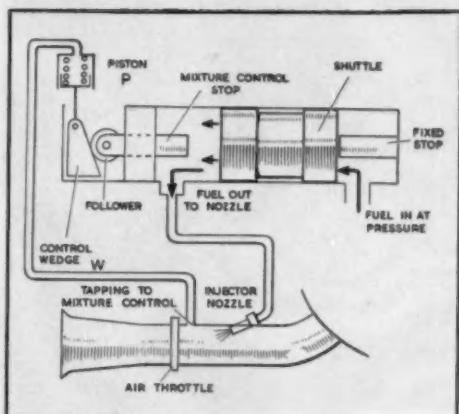 PISTON
P
MIXTURE CONTROL
STOP
SHUTTLE
FIXED
STOP
FOLLOWER
FUEL OUT
TO NOZZLE
FUEL IN AT
PRESSURE
CONTROL
WEDGE
W
TAPPING TO
MIXTURE CONTROL
INJECTOR
NOZZLE
AIR THROTTLE